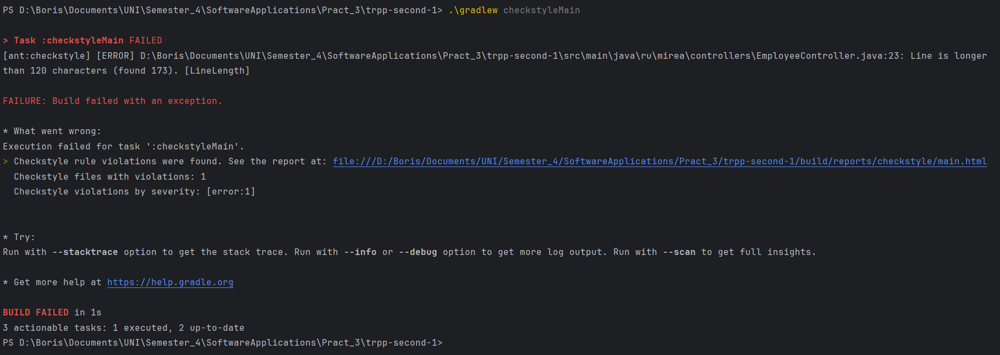 PS D:\Boris\Documents\UNI\Semester_4\SoftwareApplications\Pract_3\trpp-second-1> .\gradlew checkstyleMain
> Task :checkstyleMain FAILED
[ant:checkstyle] [ERROR] D:\Boris\Documents\UNI\Semester_4\SoftwareApplications\Pract_3\trpp-second-1\src\main\java\ru\mirea\controllers\EmployeeController.java:23: Line is longer
than 120 characters (found 173). [LineLength]
FAILURE: Build failed with an exception.
* What went wrong:
Execution failed for task ':checkstyleMain'.
> Checkstyle rule violations were found. See the report at: file:///D:/Boris/Documents/UNI/Semester_4/SoftwareApplications/Pract_3/trpp-second-1/build/reports/checkstyle/main.html
Checkstyle files with violations: 1
Checkstyle violations by severity: [error:1]
* Try:
Run with --stacktrace option to get the stack trace. Run with --info or --debug option to get more log output. Run with --scan to get full insights.
* Get more help at https://help.gradle.org
BUILD FAILED in 1s
3 actionable tasks: 1 executed, 2 up-to-date
PS D:\Boris\Documents\UNI\Semester_4\SoftwareApplications\Pract_3\trpp-second-1>